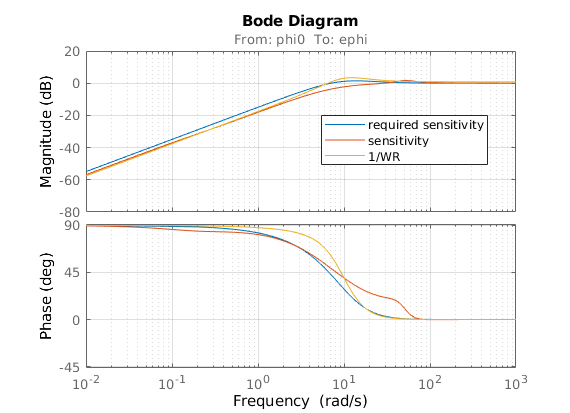 Bode Diagram
From: phi0 To: ephi
Magnitude (dB)
20
0
-20
-40
-60
-80
required sensitivity
sensitivity
1/WR
Phase (deg)
90
45
0
-45
10^-2 10^-1 10^0 10^1 10^2 10^3
Frequency (rad/s)